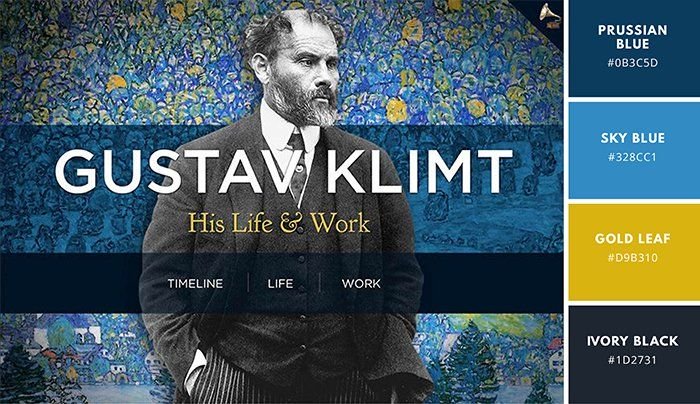 GUSTAV KLIMT
His Life & Work
TIMELINE
LIFE
WORK
PRUSSIAN
BLUE
#0B3C5D
SKY BLUE
#328CC1
GOLD LEAF
#D9B310
IVORY BLACK
#1D2731